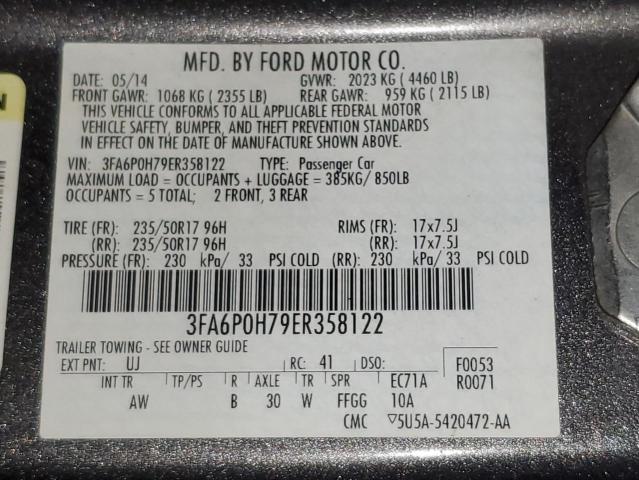 MFD. BY FORD MOTOR CO.
DATE: 05/14 GVWR: 2023 KG ( 4460 LB)
FRONT GAWR: 1068 KG ( 2355 LB) REAR GAWR: 959 KG ( 2115 LB)
THIS VEHICLE CONFORMS TO ALL APPLICABLE FEDERAL MOTOR
VEHICLE SAFETY, BUMPER, AND THEFT PREVENTION STANDARDS
IN EFFECT ON THE DATE OF MANUFACTURE SHOWN ABOVE.
VIN: 3FA6P0H79ER358122 TYPE: Passenger Car
MAXIMUM LOAD = OCCUPANTS + LUGGAGE = 385KG/ 850LB
OCCUPANTS = 5 TOTAL; 2 FRONT, 3 REAR
TIRE (FR): 235/50R17 96H RIMS (FR): 17x7.5J
(RR): 235/50R17 96H (RR): 17x7.5J
PRESSURE (FR): 230 kPa/ 33 PSI COLD (RR): 230 kPa/ 33 PSI COLD
3FA6P0H79ER358122
TRAILER TOWING - SEE OWNER GUIDE
EXT PNT: UJ RC: 41 DSO: F0053
INT TR TP/PS R AXLE TR SPR EC71A R0071
AW B 30 W FFGG 10A
CMC ▽5U5A-5420472-AA